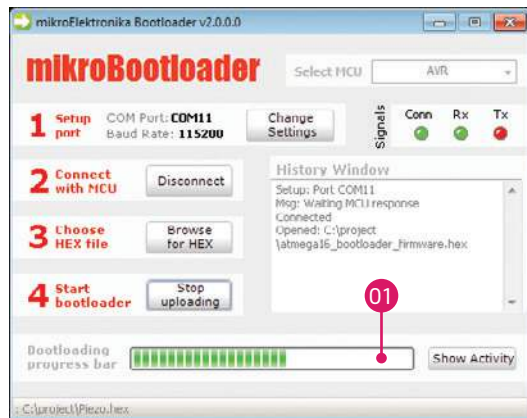 mikroElektronika Bootloader v2.0.0.0
mikroBootloader
Select MCU
AVR
1 Setup port
COM Port: COM11
Baud Rate: 115200
Change Settings
Signals
Conn Rx Tx
2 Connect with MCU
Disconnect
History Window
Setup: Port COM11
Msg: Waiting MCU response
Connected
Opened: C:\project
\atmega16_bootloader_firmware.hex
3 Choose HEX file
Browse for HEX
4 Start bootloader
Stop uploading
01
Bootloading progress bar
Show Activity
: C:\project\Piezo.hex